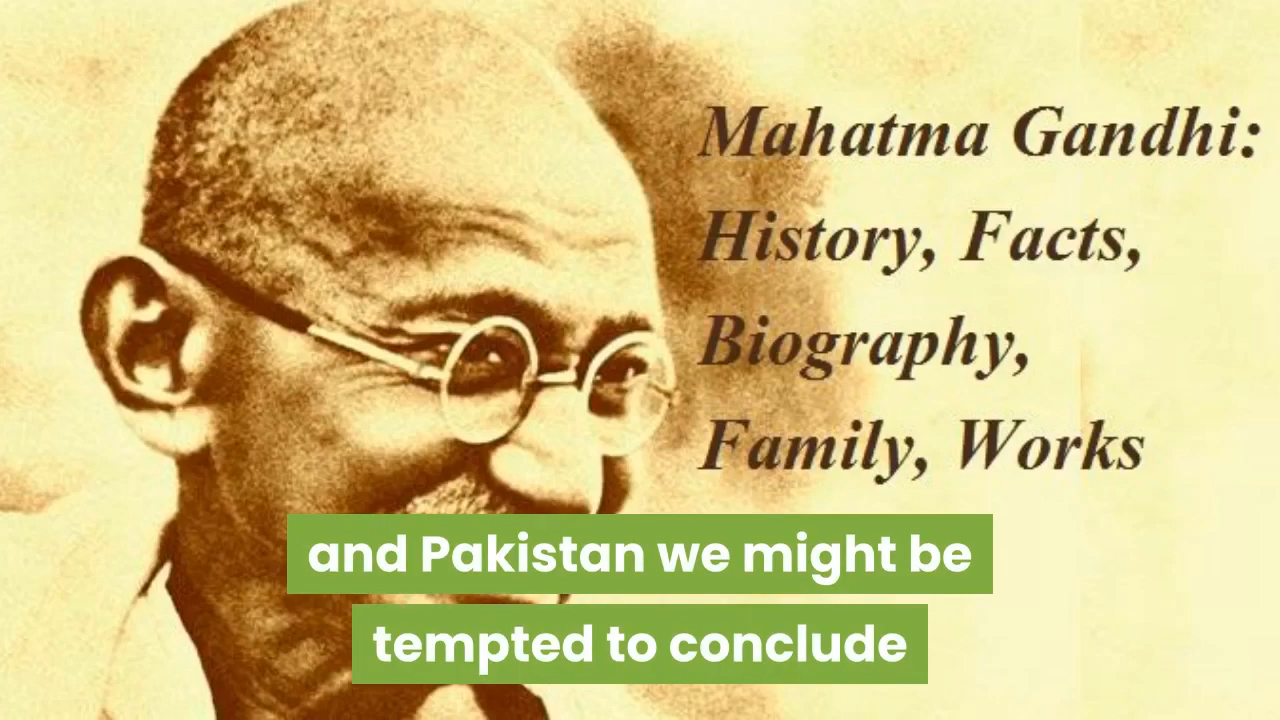 Mahatma Gandhi:
History, Facts,
Biography,
Family, Works
and Pakistan we might be
tempted to conclude